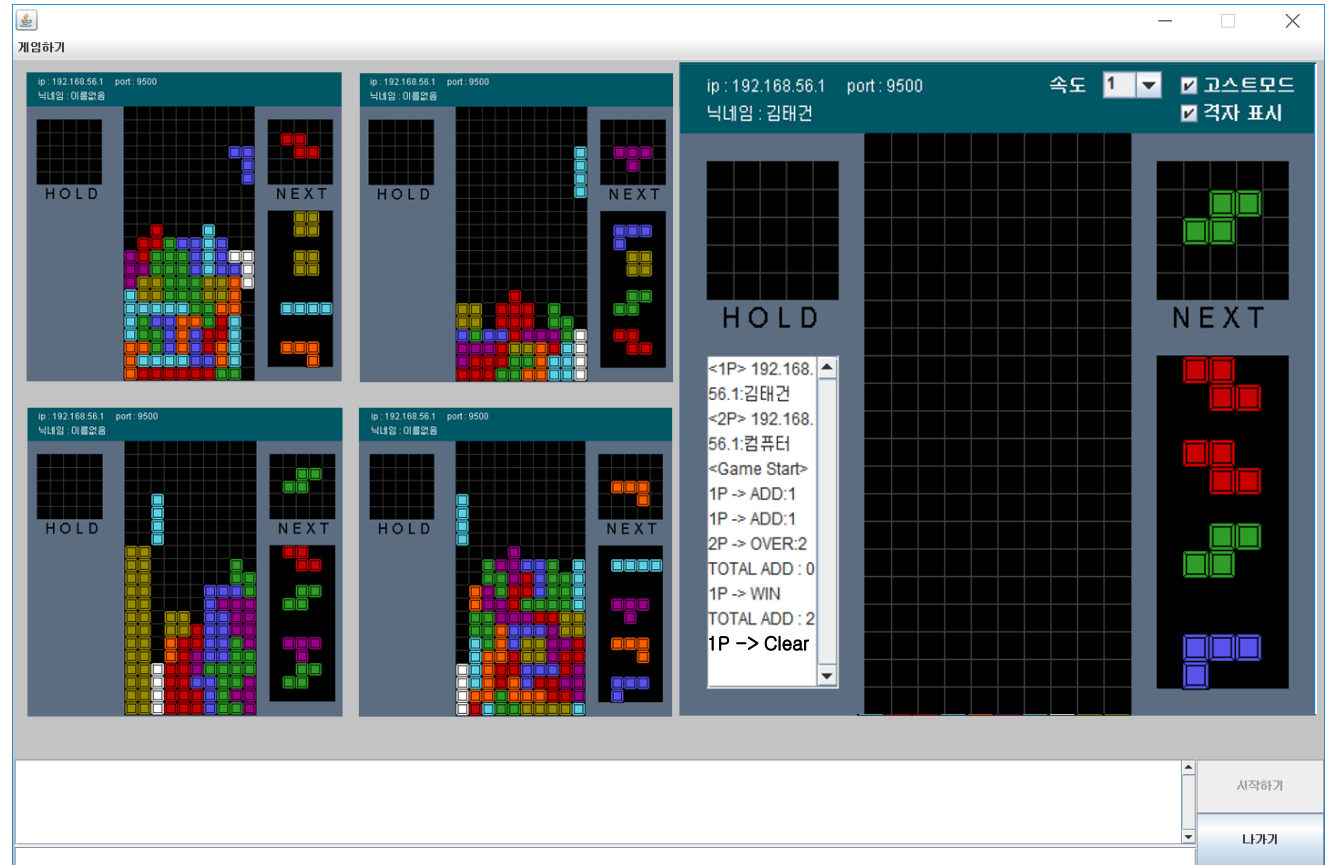 게임하기
ip : 192.168.56.1 port : 9500
닉네임 : 이름없음
HOLD
NEXT
ip : 192.168.56.1 port : 9500
닉네임 : 이름없음
HOLD
NEXT
ip : 192.168.56.1 port : 9500
닉네임 : 이름없음
HOLD
NEXT
ip : 192.168.56.1 port : 9500
닉네임 : 이름없음
HOLD
NEXT
ip : 192.168.56.1 port : 9500 속도 1 고스트모드
닉네임 : 김태건 격자 표시
HOLD
NEXT
<1P> 192.168.
56.1:김태건
<2P> 192.168.
56.1:컴퓨터
<Game Start>
1P -> ADD:1
1P -> ADD:1
2P -> OVER:2
TOTAL ADD : 0
1P -> WIN
TOTAL ADD : 2
1P -> Clear
시작하기
나가기